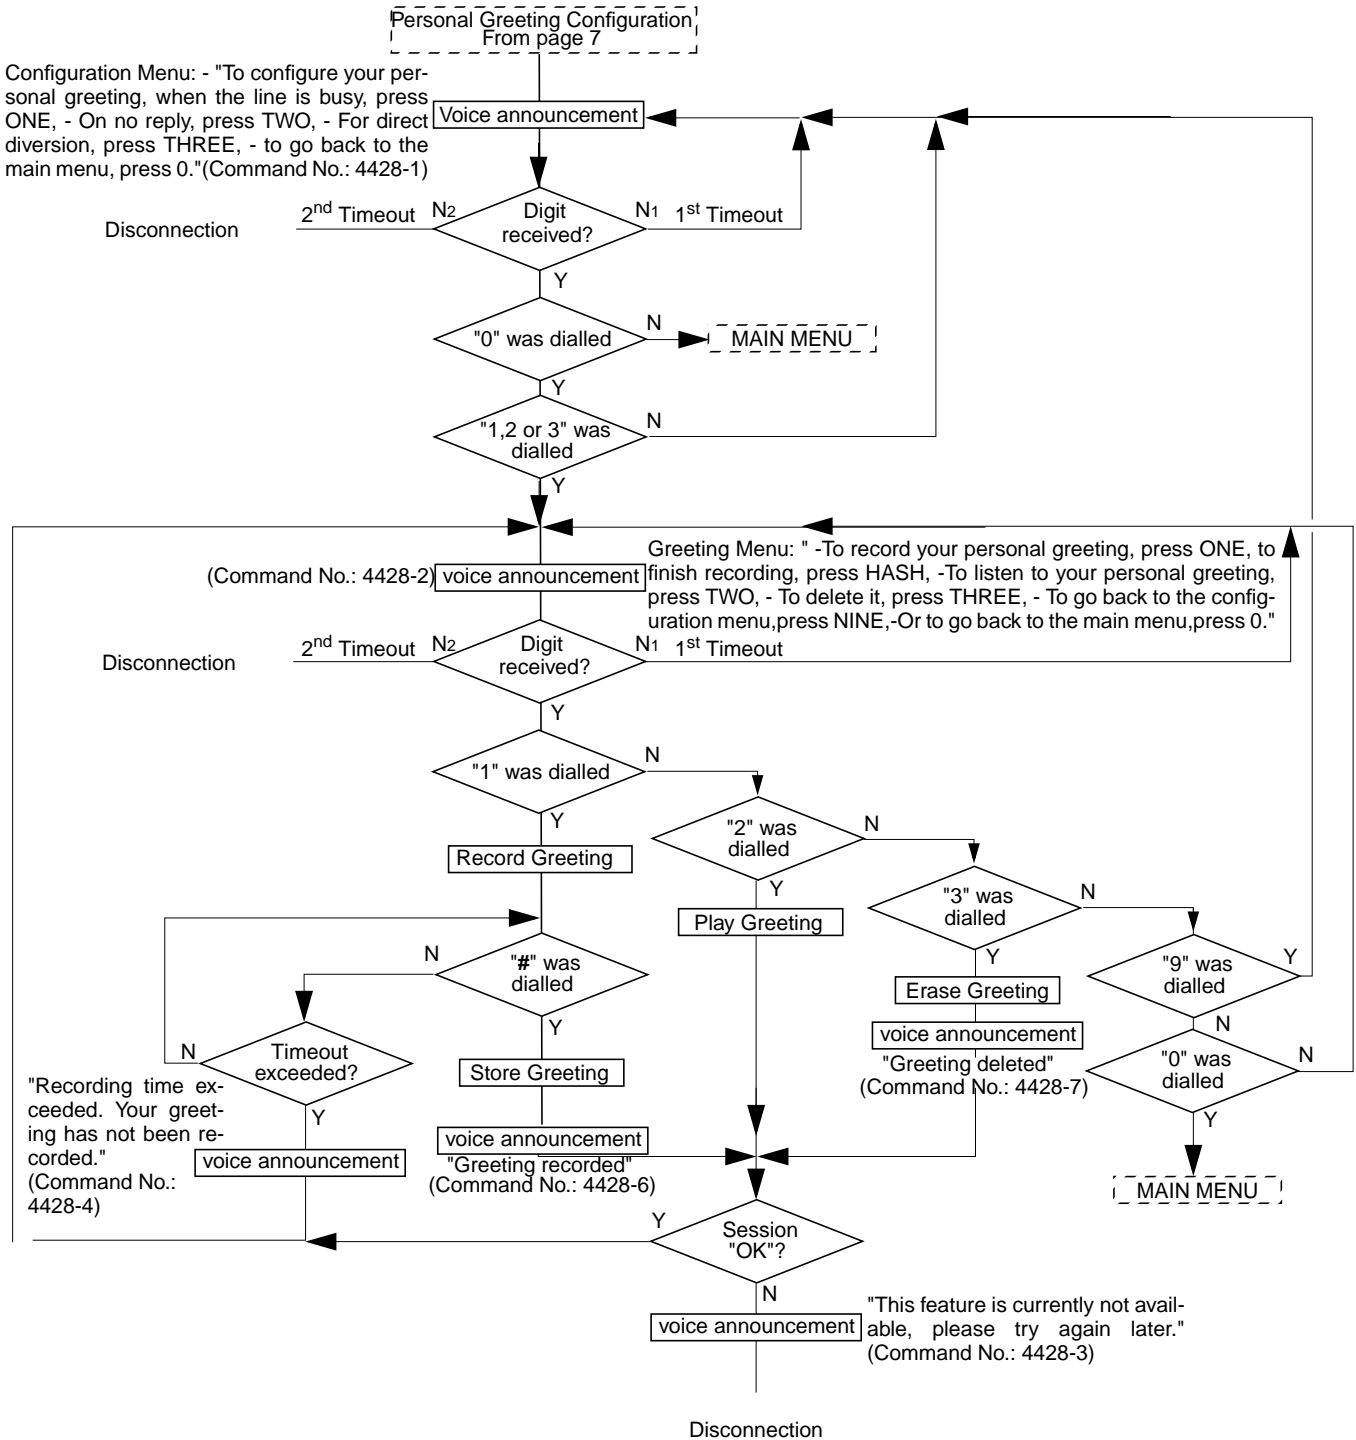 Personal Greeting Configuration
From page 7
Configuration Menu: - "To configure your per-
sonal greeting, when the line is busy, press
ONE, - On no reply, press TWO, - For direct
diversion, press THREE, - to go back to the
main menu, press 0."(Command No.: 4428-1)
Voice announcement
Disconnection
2nd Timeout
N2
Digit
received?
N1
1st Timeout
Y
"0" was dialled
N
MAIN MENU
Y
"1,2 or 3" was
dialled
N
Y
(Command No.: 4428-2)
voice announcement
Greeting Menu: " -To record your personal greeting, press ONE, to
finish recording, press HASH, -To listen to your personal greeting,
press TWO, - To delete it, press THREE, - To go back to the config-
uration menu,press NINE,-Or to go back to the main menu,press 0."
Disconnection
2nd Timeout
N2
Digit
received?
N1
1st Timeout
Y
"1" was dialled
N
Y
"2" was
dialled
N
Record Greeting
Y
"3" was
dialled
N
Play Greeting
Y
"9" was
dialled
Y
N
"#" was
dialled
N
Erase Greeting
Y
voice announcement
N
Timeout
exceeded?
"Greeting deleted"
(Command No.: 4428-7)
"0" was
dialled
N
Store Greeting
Y
Y
"Recording time ex-
ceeded. Your greet-
ing has not been re-
corded."
(Command No.:
4428-4)
voice announcement
voice announcement
"Greeting recorded"
(Command No.: 4428-6)
MAIN MENU
Y
Session
"OK"?
N
voice announcement
"This feature is currently not avail-
able, please try again later."
(Command No.: 4428-3)
Disconnection